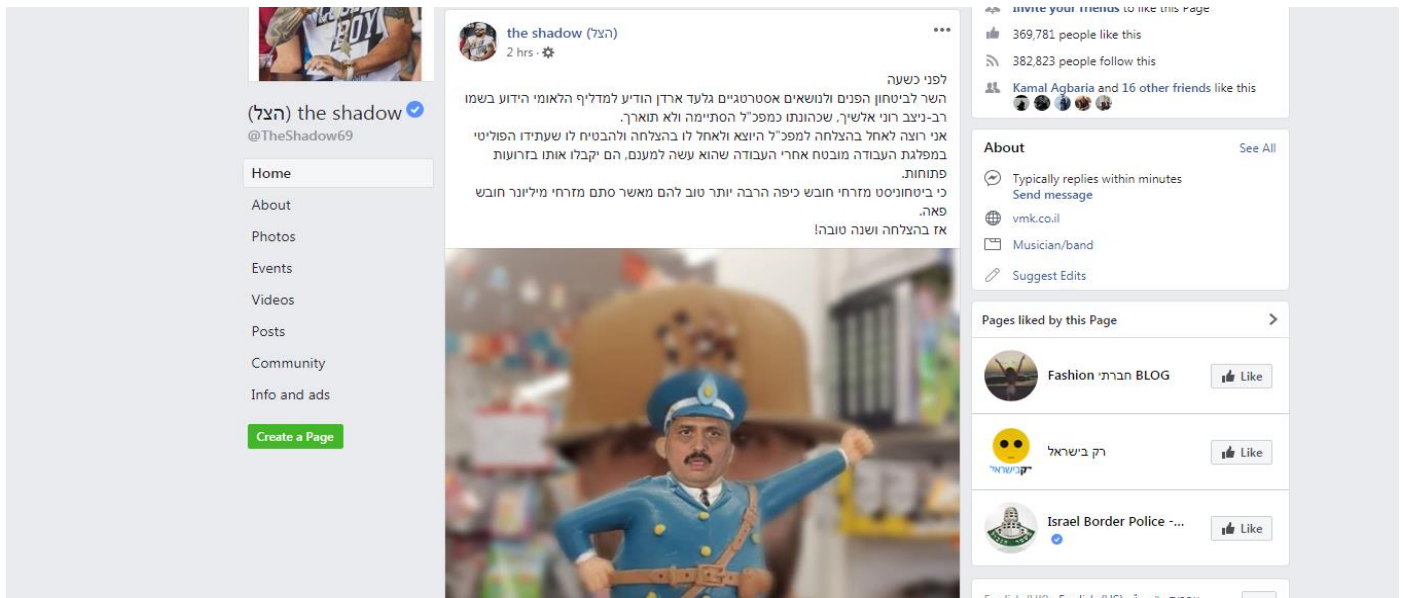 BOY
(הצל) the shadow
@TheShadow69
Home
About
Photos
Events
Videos
Posts
Community
Info and ads
Create a Page
the shadow (הצל)
2 hrs ·
לפני כשעה
השר לביטחון הפנים ולנושאים אסטרטגיים גלעד ארדן הודיע למדליף הלאומי הידוע בשמו
רב-ניצב רוני אלשיך, שכהונתו כמפכ"ל הסתיימה ולא תוארך.
אני רוצה לאחל בהצלחה למפכ"ל היוצא ולאחל לו בהצלחה ולהבטיח לו שעתידו הפוליטי
במפלגת העבודה מובטח אחרי העבודה שהוא עשה למענם, הם יקבלו אותו בזרועות
פתוחות.
כי ביטחוניסט מזרחי חובש כיפה הרבה יותר טוב להם מאשר סתם מזרחי מיליונר חובש
פאה.
אז בהצלחה ושנה טובה!
Invite your friends to like this Page
369,781 people like this
382,823 people follow this
Kamal Agbaria and 16 other friends like this
About
See All
Typically replies within minutes
Send message
vmk.co.il
Musician/band
Suggest Edits
Pages liked by this Page
Fashion חברתי BLOG
Like
רק בישראל
רקבישראל
Like
Israel Border Police -...
Like